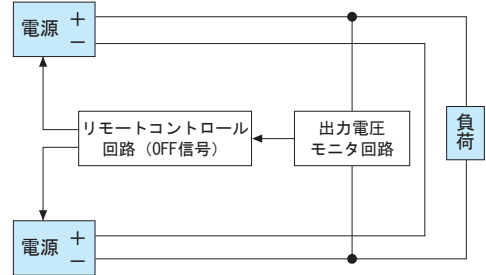 電源 +
−
リモートコントロール
回路（OFF信号）
出力電圧
モニタ回路
負荷
電源 +
−